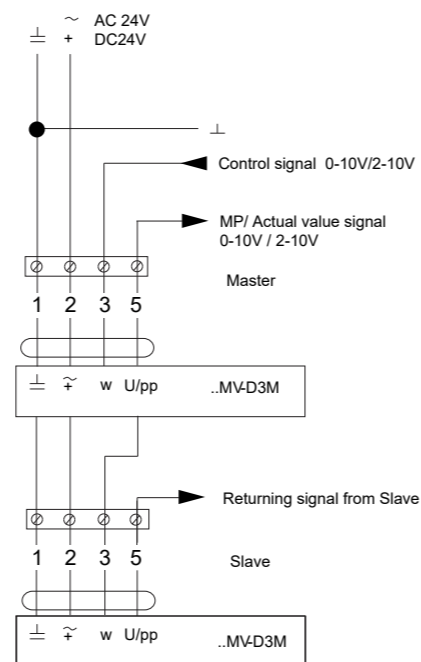 ~ AC 24V
⊥ + DC24V
⊥
Control signal 0-10V/2-10V
MP/ Actual value signal
0-10V / 2-10V
Master
1 2 3 5
⊥ ~ + w U/pp ..MV-D3M
Returning signal from Slave
1 2 3 5
Slave
⊥ ~ + w U/pp ..MV-D3M